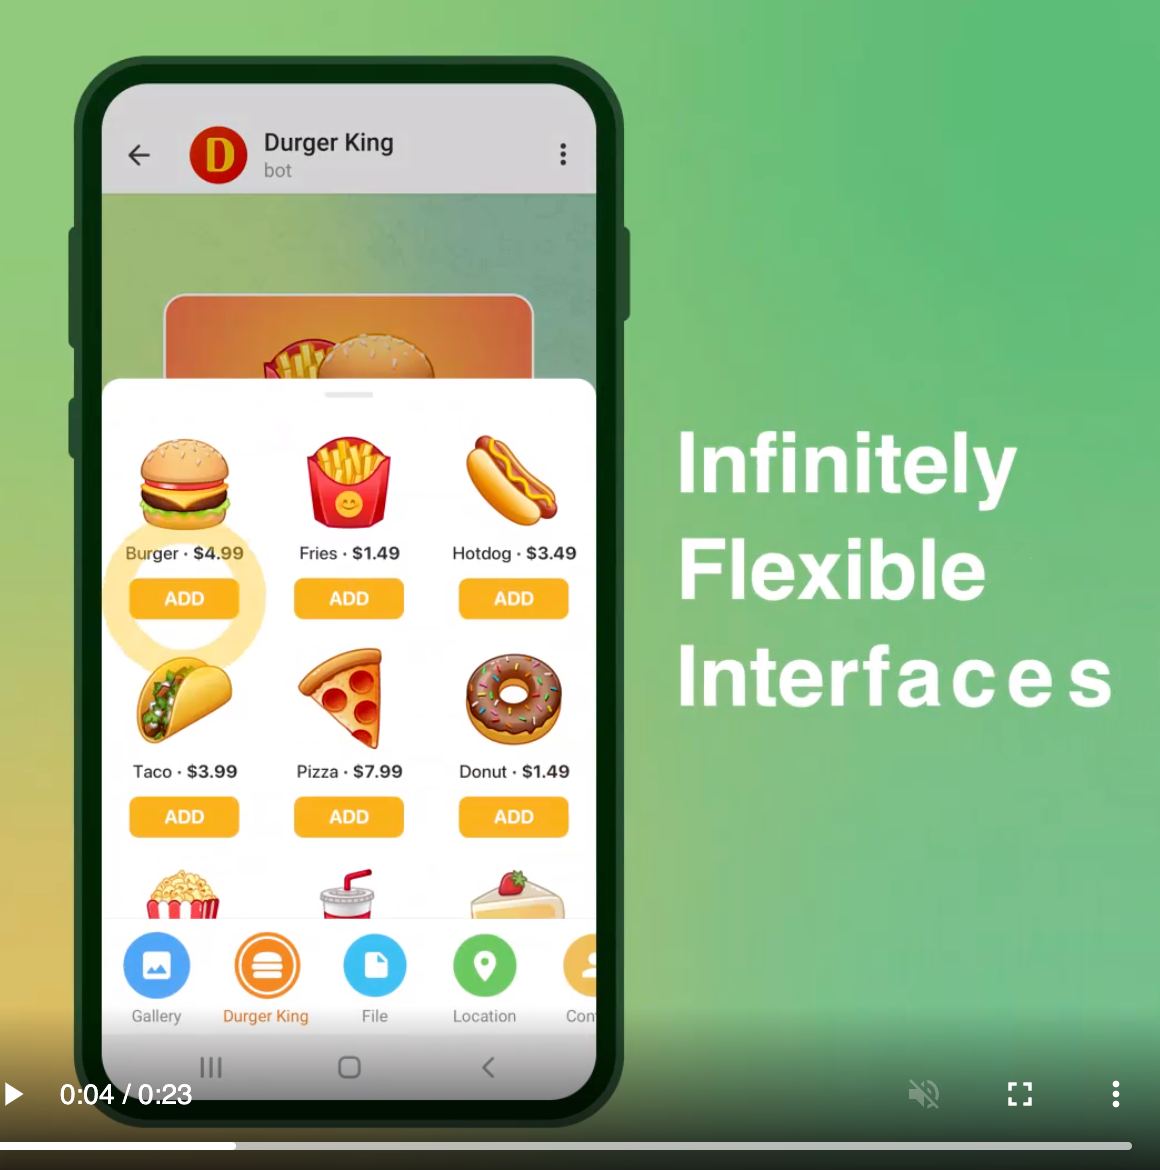 D
Durger King
bot
Burger · $4.99
Fries · $1.49
Hotdog · $3.49
ADD
ADD
ADD
Taco · $3.99
Pizza · $7.99
Donut · $1.49
ADD
ADD
ADD
Gallery
Durger King
File
Location
Infinitely
Flexible
Interfaces
0:04 / 0:23